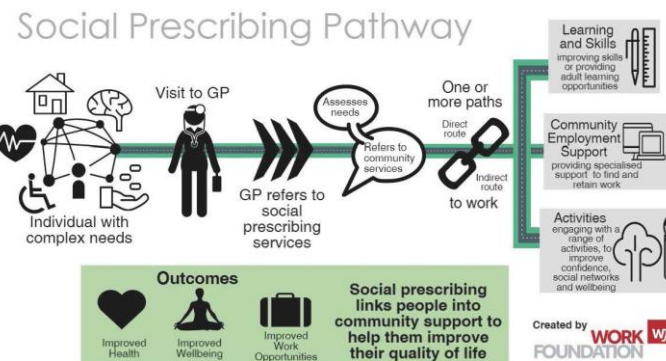 Social Prescribing Pathway
Individual with
complex needs
Visit to GP
GP refers to
social
prescribing
services
Assesses
needs
Refers to
community
services
One or
more paths
Direct
route
Indirect
route
to work
Learning
and Skills
improving skills
or providing
adult learning
opportunities
Community
Employment
Support
providing specialised
support to find and
retain work
Activities
engaging with a
range of
activities, to
improve
confidence,
social networks
and wellbeing
Outcomes
Improved
Health
Improved
Wellbeing
Improved
Work
Opportunities
Social prescribing
links people into
community support to
help them improve
their quality of life
Created by
WORK
FOUNDATION